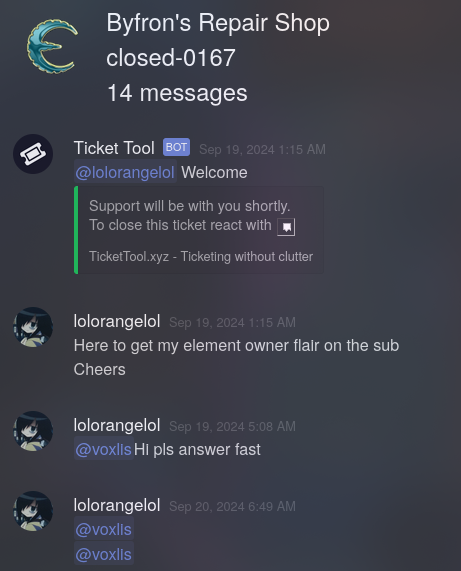 Byfron's Repair Shop
closed-0167
14 messages
Ticket Tool BOT Sep 19, 2024 1:15 AM
@lolorangelol Welcome
Support will be with you shortly.
To close this ticket react with
TicketTool.xyz - Ticketing without clutter
lolorangelol Sep 19, 2024 1:15 AM
Here to get my element owner flair on the sub
Cheers
lolorangelol Sep 19, 2024 5:08 AM
@voxlis Hi pls answer fast
lolorangelol Sep 20, 2024 6:49 AM
@voxlis
@voxlis